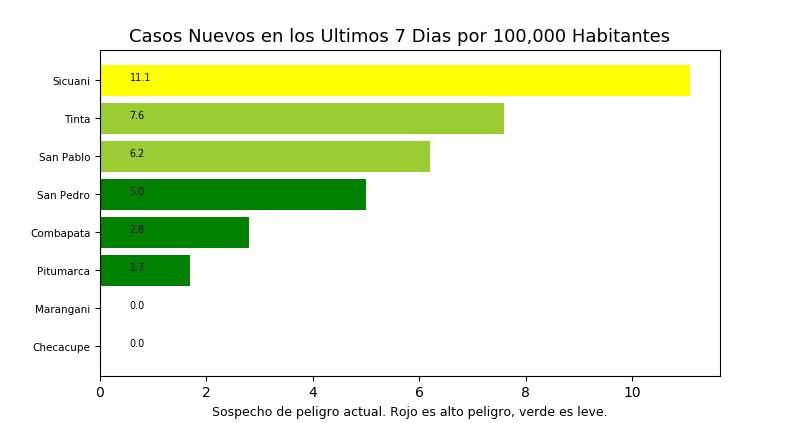 Casos Nuevos en los Ultimos 7 Dias por 100,000 Habitantes
Sicuani 11.1
Tinta 7.6
San Pablo 6.2
San Pedro 5.0
Combapata 2.8
Pitumarca 1.7
Marangani 0.0
Checacupe 0.0
0 2 4 6 8 10
Sospecho de peligro actual. Rojo es alto peligro, verde es leve.